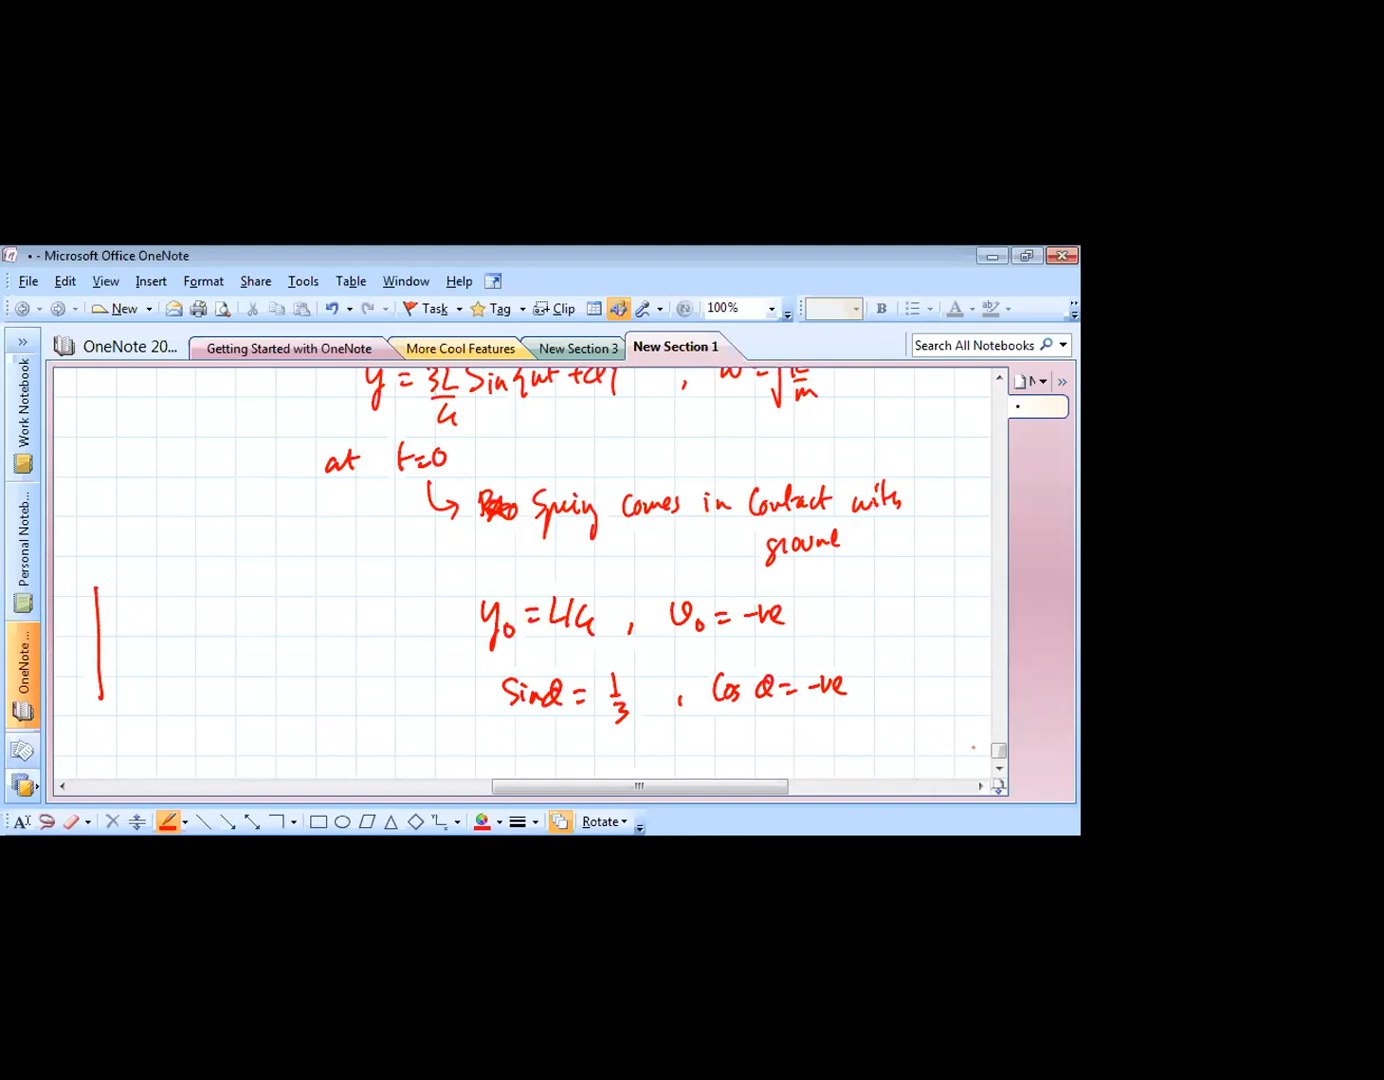 • - Microsoft Office OneNote
File Edit View Insert Format Share Tools Table Window Help
New Task Tag Clip 100% B A ab
OneNote 20... Getting Started with OneNote More Cool Features New Section 3 New Section 1 Search All Notebooks
Work Notebook
Personal Noteb...
OneNote...
y = 3L/4 Sin(ωt + θ) , ω = √k/m
at t=0
↳ Spring comes in contact with
ground
y₀ = L/4 , v₀ = -ve
Sinθ = 1/3 , Cos θ = -ve
Rotate